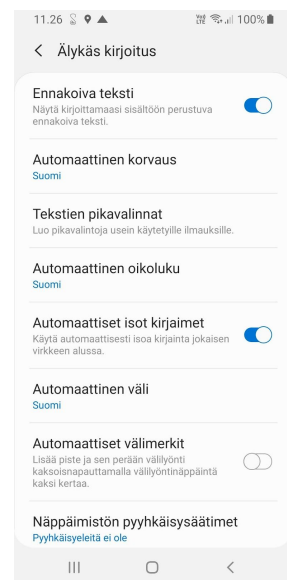 11.26 100%
Älykäs kirjoitus
Ennakoiva teksti
Näytä kirjoittamaasi sisältöön perustuva
ennakoiva teksti.
Automaattinen korvaus
Suomi
Tekstien pikavalinnat
Luo pikavalintoja usein käytetyille ilmauksille.
Automaattinen oikoluku
Suomi
Automaattiset isot kirjaimet
Käytä automaattisesti isoa kirjainta jokaisen
virkkeen alussa.
Automaattinen väli
Suomi
Automaattiset välimerkit
Lisää piste ja sen perään välilyönti
kaksoisnapauttamalla välilyöntinäppäintä
kaksi kertaa.
Näppäimistön pyyhkäisysäätimet
Pyyhkäisyeleitä ei ole